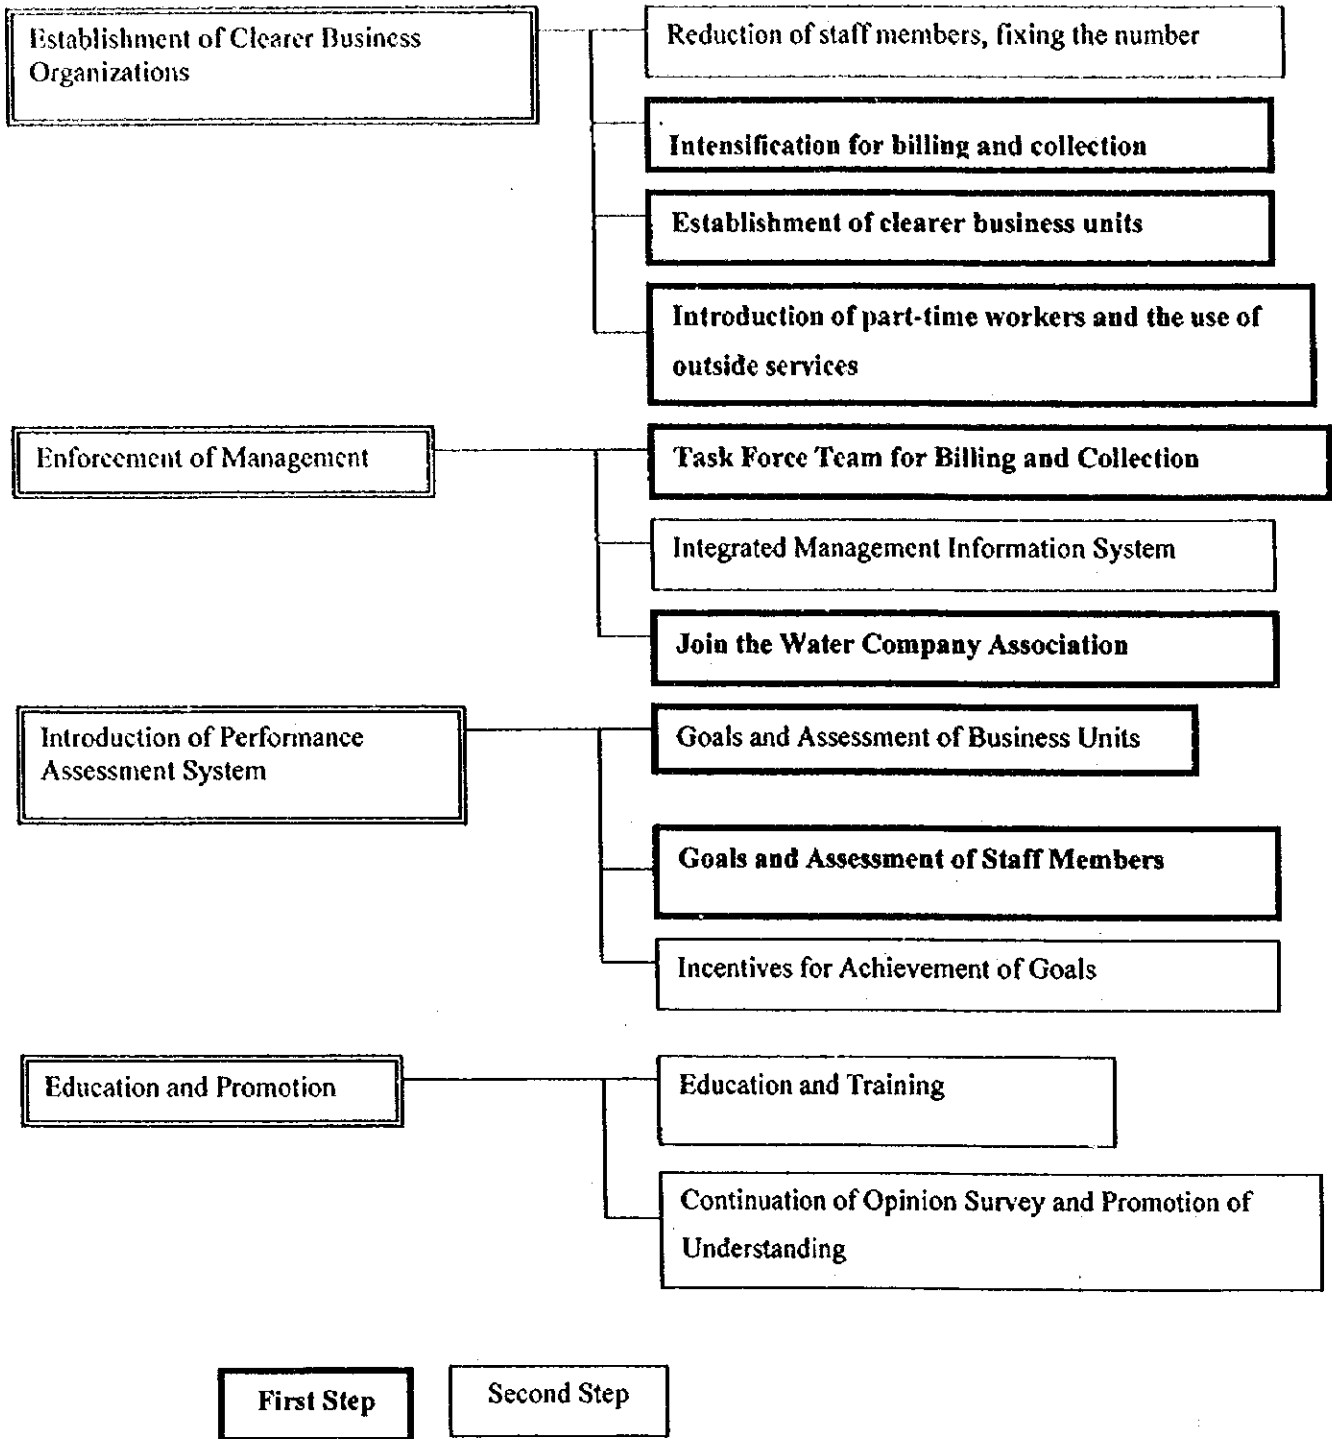 Establishment of Clearer Business
Organizations
Reduction of staff members, fixing the number
Intensification for billing and collection
Establishment of clearer business units
Introduction of part-time workers and the use of
outside services
Enforcement of Management
Task Force Team for Billing and Collection
Integrated Management Information System
Join the Water Company Association
Introduction of Performance
Assessment System
Goals and Assessment of Business Units
Goals and Assessment of Staff Members
Incentives for Achievement of Goals
Education and Promotion
Education and Training
Continuation of Opinion Survey and Promotion of
Understanding
First Step
Second Step